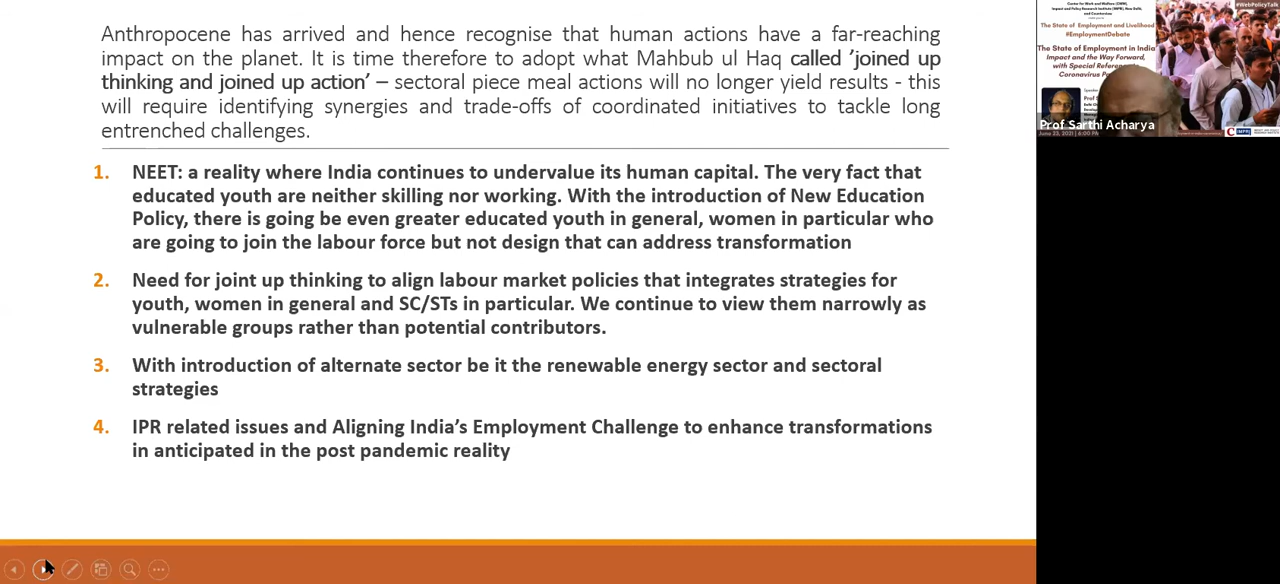 Anthropocene has arrived and hence recognise that human actions have a far-reaching
impact on the planet. It is time therefore to adopt what Mahbub ul Haq called 'joined up
thinking and joined up action' – sectoral piece meal actions will no longer yield results - this
will require identifying synergies and trade-offs of coordinated initiatives to tackle long
entrenched challenges.
1. NEET: a reality where India continues to undervalue its human capital. The very fact that
educated youth are neither skilling nor working. With the introduction of New Education
Policy, there is going be even greater educated youth in general, women in particular who
are going to join the labour force but not design that can address transformation
2. Need for joint up thinking to align labour market policies that integrates strategies for
youth, women in general and SC/STs in particular. We continue to view them narrowly as
vulnerable groups rather than potential contributors.
3. With introduction of alternate sector be it the renewable energy sector and sectoral
strategies
4. IPR related issues and Aligning India's Employment Challenge to enhance transformations
in anticipated in the post pandemic reality
Center for Work and Welfare (CWW),
Impact and Policy Research Institute (IMPRI), New Delhi,
and Counterview
#WebPolicyTalk
The State of Employment and Livelihood
#EmploymentDebate
The State of Employment in India
Impact and the Way Forward,
with Special Referen
Coronavirus
Prof Sarthi Acharya
June 23, 2021 | 6:00 PM
IMPRI